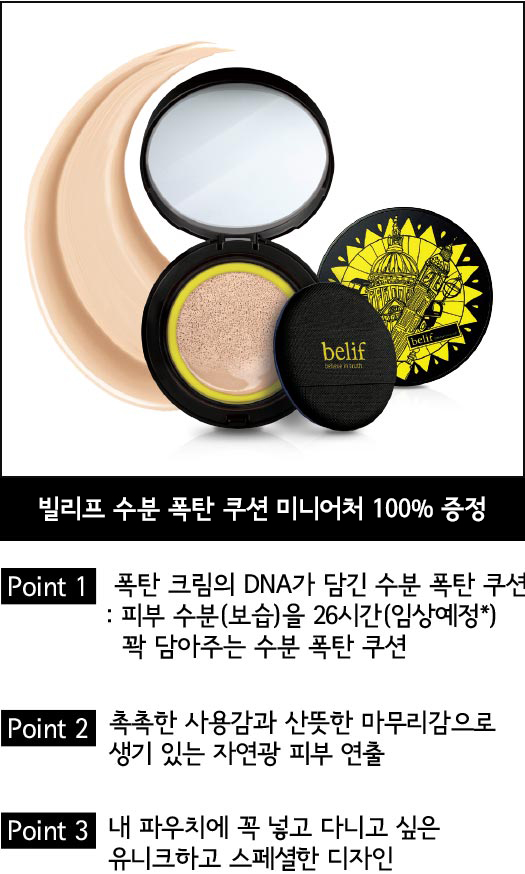 belif
believe in truth
belif
빌리프 수분 폭탄 쿠션 미니어처 100% 증정
Point 1 폭탄 크림의 DNA가 담긴 수분 폭탄 쿠션
: 피부 수분(보습)을 26시간(임상예정*)
꽉 담아주는 수분 폭탄 쿠션
Point 2 촉촉한 사용감과 산뜻한 마무리감으로
생기 있는 자연광 피부 연출
Point 3 내 파우치에 꼭 넣고 다니고 싶은
유니크하고 스페셜한 디자인